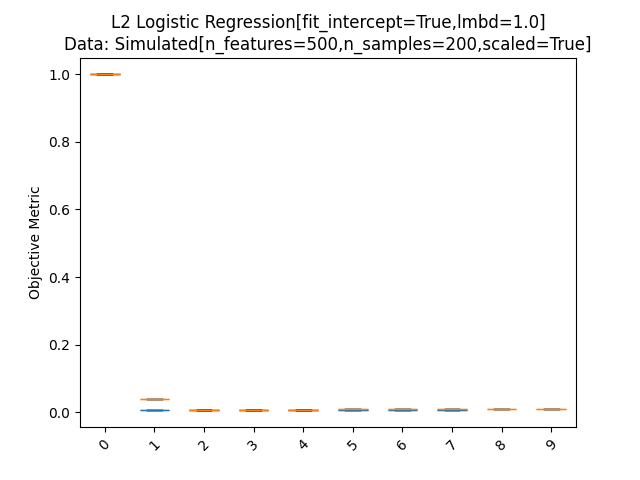 L2 Logistic Regression[fit_intercept=True,lmbd=1.0]
Data: Simulated[n_features=500,n_samples=200,scaled=True]
Objective Metric
1.0
0.8
0.6
0.4
0.2
0.0
0 1 2 3 4 5 6 7 8 9